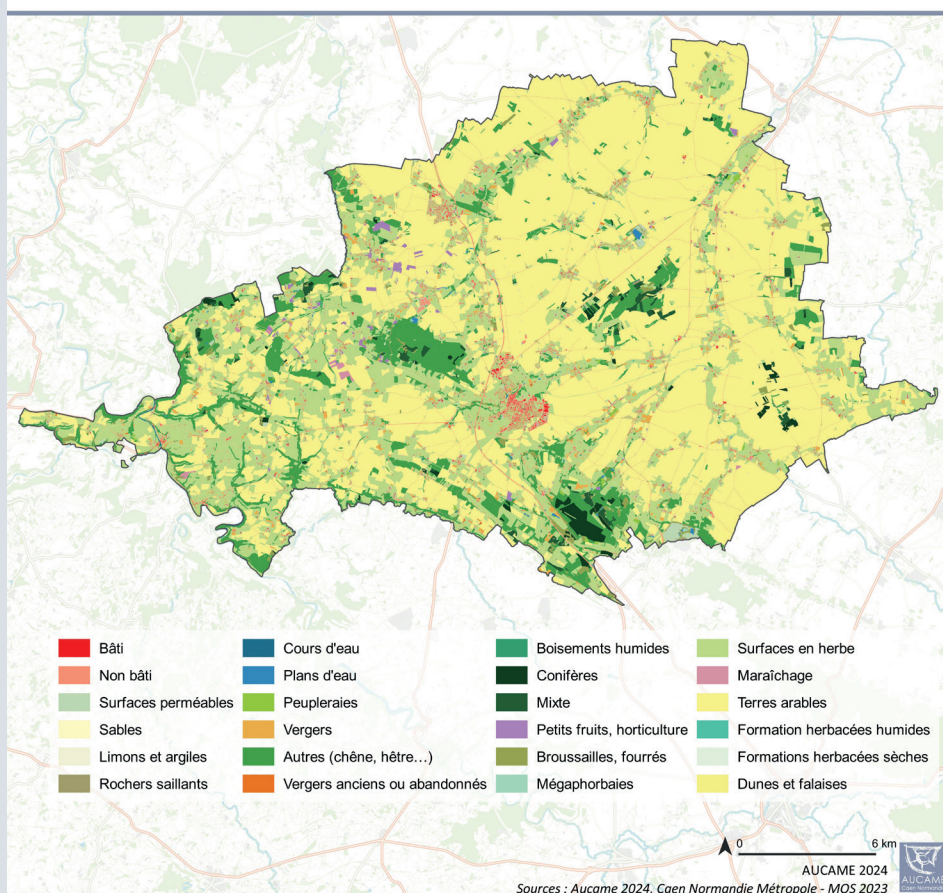 Bâti
Non bâti
Surfaces perméables
Sables
Limons et argiles
Rochers saillants
Cours d'eau
Plans d'eau
Peupleraies
Vergers
Autres (chêne, hêtre...)
Vergers anciens ou abandonnés
Boisements humides
Conifères
Mixte
Petits fruits, horticulture
Broussailles, fourrés
Mégaphorbaies
Surfaces en herbe
Maraîchage
Terres arables
Formation herbacées humides
Formations herbacées sèches
Dunes et falaises
0 6 km
AUCAME 2024
Sources : Aucame 2024, Caen Normandie Métropole - MOS 2023
AUCAME
Caen Normandie